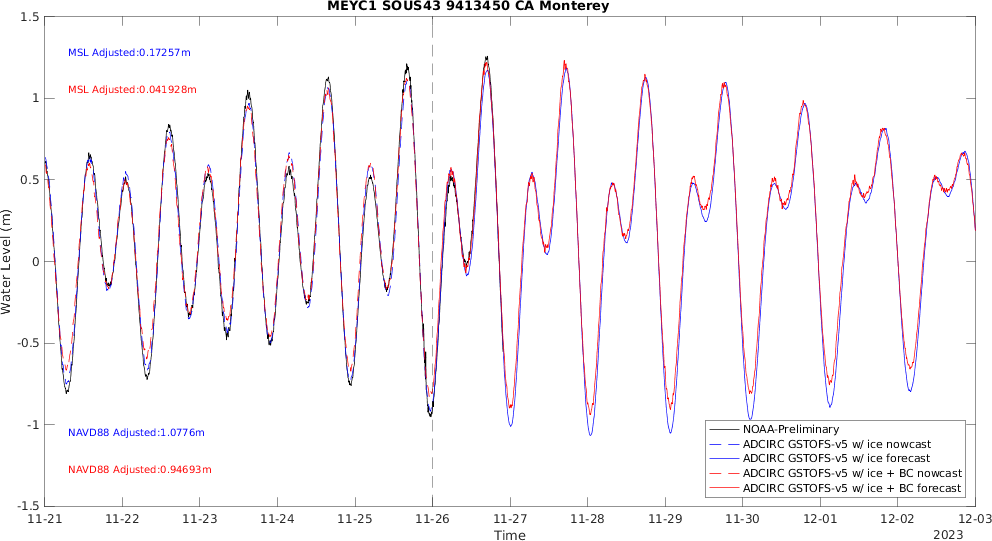 MEYC1 SOUS43 9413450 CA Monterey
1.5
1
0.5
0
-0.5
-1
-1.5
Water Level (m)
MSL Adjusted:0.17257m
MSL Adjusted:0.041928m
NAVD88 Adjusted:1.0776m
NAVD88 Adjusted:0.94693m
NOAA-Preliminary
ADCIRC GSTOFS-v5 w/ ice nowcast
ADCIRC GSTOFS-v5 w/ ice forecast
ADCIRC GSTOFS-v5 w/ ice + BC nowcast
ADCIRC GSTOFS-v5 w/ ice + BC forecast
11-21 11-22 11-23 11-24 11-25 11-26 11-27 11-28 11-29 11-30 12-01 12-02 12-03
Time
2023